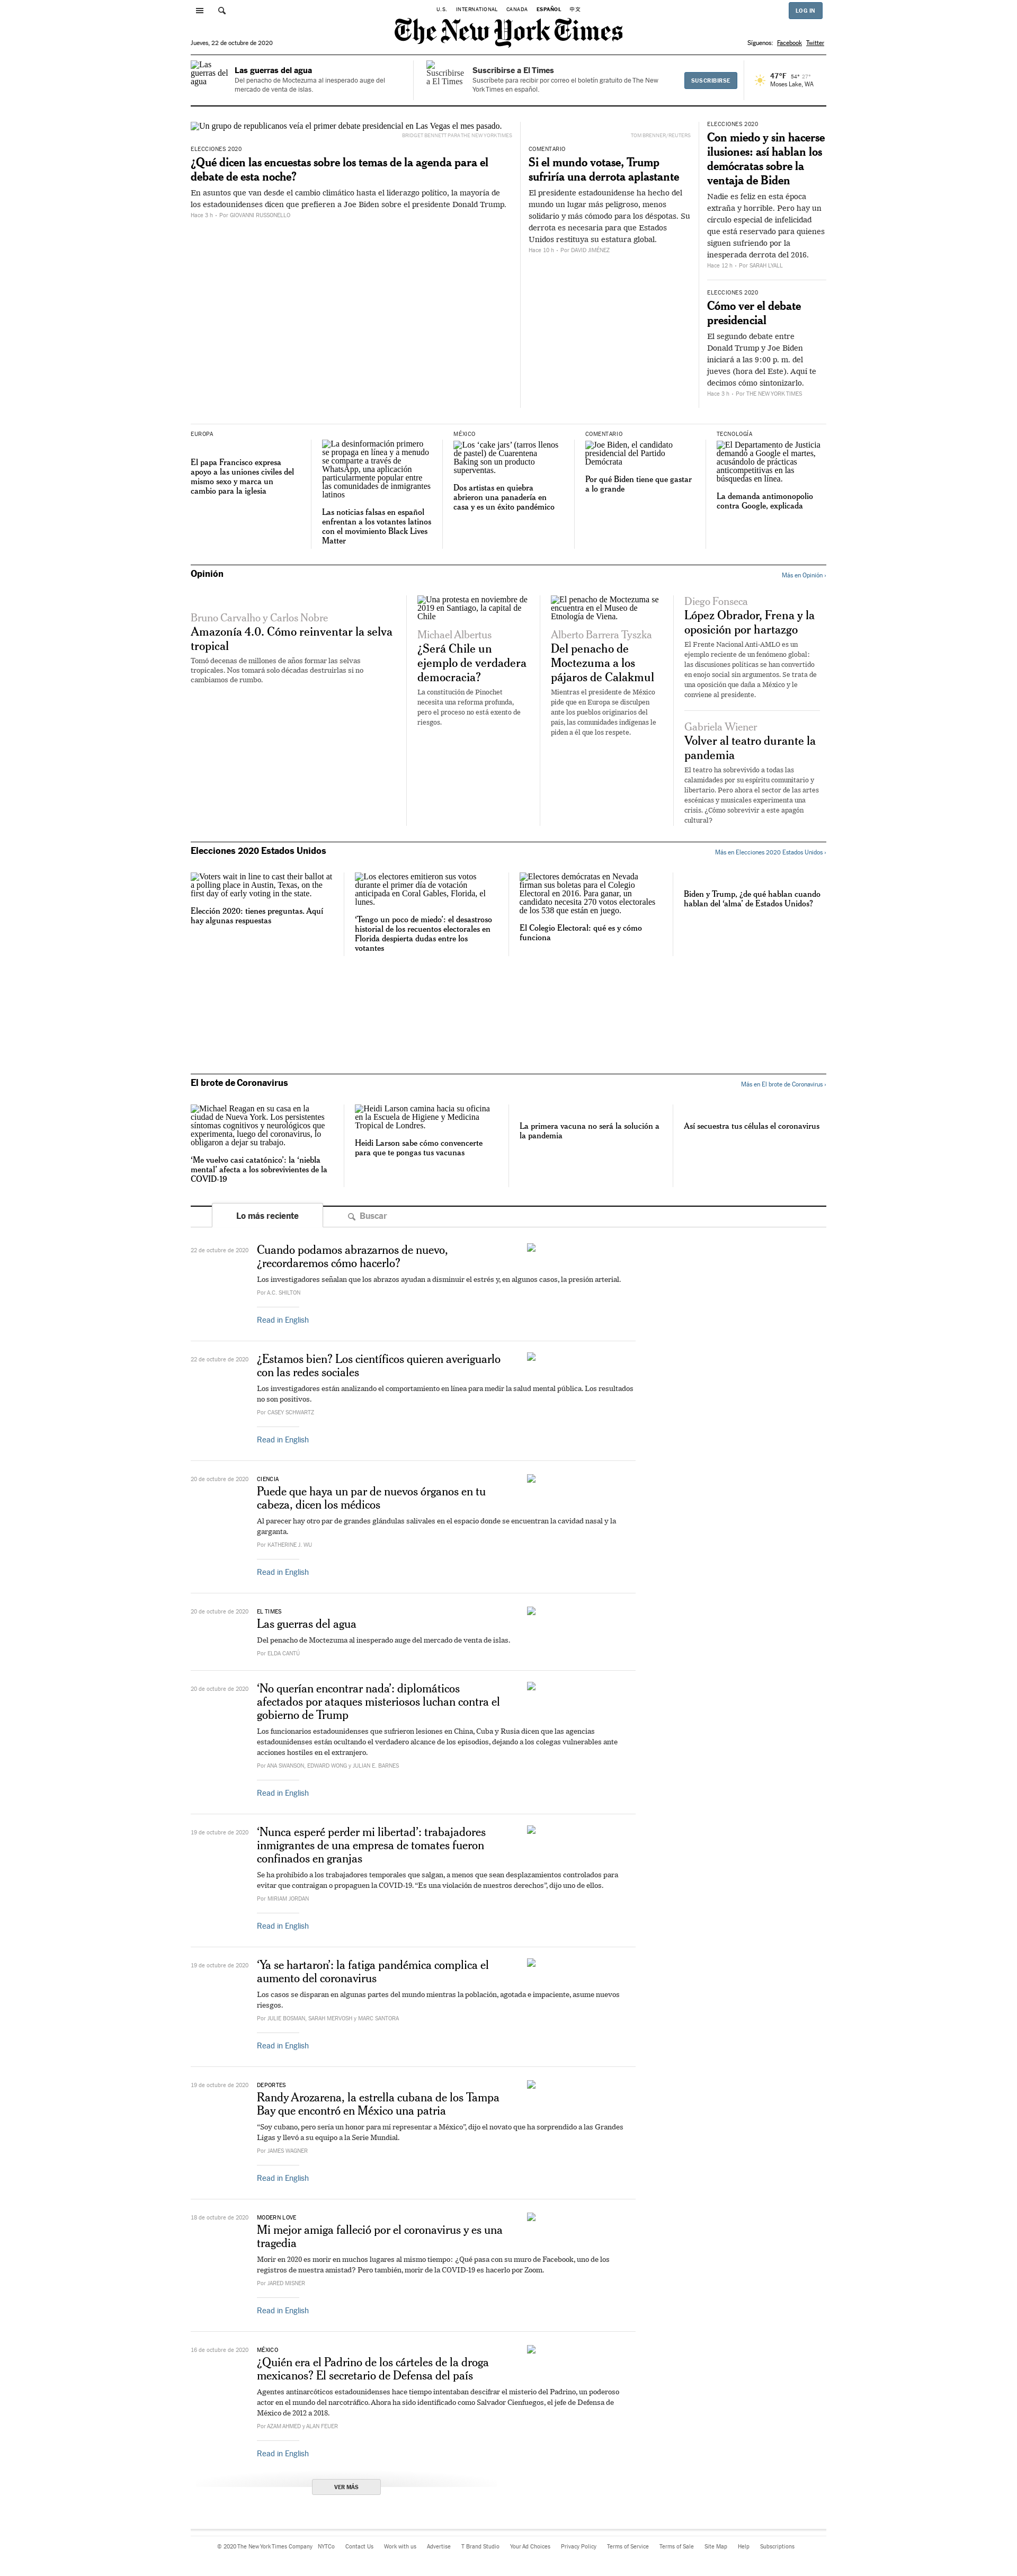 U.S. INTERNATIONAL CANADA ESPAÑOL 中文
LOG IN
The New York Times
Jueves, 22 de octubre de 2020
Síguenos: Facebook Twitter
Las guerras del agua
Las guerras del agua
Del penacho de Moctezuma al inesperado auge del
mercado de venta de islas.
Suscribirse a El Times
Suscribirse a El Times
Suscríbete para recibir por correo el boletín gratuito de The New
York Times en español.
SUSCRIBIRSE
47°F 54° 27°
Moses Lake, WA
Un grupo de republicanos veía el primer debate presidencial en Las Vegas el mes pasado.
BRIDGET BENNETT PARA THE NEW YORK TIMES
ELECCIONES 2020
¿Qué dicen las encuestas sobre los temas de la agenda para el
debate de esta noche?
En asuntos que van desde el cambio climático hasta el liderazgo político, la mayoría de
los estadounidenses dicen que prefieren a Joe Biden sobre el presidente Donald Trump.
Hace 3 h - Por GIOVANNI RUSSONELLO
TOM BRENNER/REUTERS
COMENTARIO
Si el mundo votase, Trump
sufriría una derrota aplastante
El presidente estadounidense ha hecho del
mundo un lugar más peligroso, menos
solidario y más cómodo para los déspotas. Su
derrota es necesaria para que Estados
Unidos restituya su estatura global.
Hace 10 h - Por DAVID JIMÉNEZ
ELECCIONES 2020
Con miedo y sin hacerse
ilusiones: así hablan los
demócratas sobre la
ventaja de Biden
Nadie es feliz en esta época
extraña y horrible. Pero hay un
círculo especial de infelicidad
que está reservado para quienes
siguen sufriendo por la
inesperada derrota del 2016.
Hace 12 h - Por SARAH LYALL
ELECCIONES 2020
Cómo ver el debate
presidencial
El segundo debate entre
Donald Trump y Joe Biden
iniciará a las 9:00 p. m. del
jueves (hora del Este). Aquí te
decimos cómo sintonizarlo.
Hace 3 h - Por THE NEW YORK TIMES
EUROPA
El papa Francisco expresa
apoyo a las uniones civiles del
mismo sexo y marca un
cambio para la iglesia
La desinformación primero
se propaga en línea y a menudo
se comparte a través de
WhatsApp, una aplicación
particularmente popular entre
las comunidades de inmigrantes
latinos
Las noticias falsas en español
enfrentan a los votantes latinos
con el movimiento Black Lives
Matter
MÉXICO
Los ‘cake jars’ (tarros llenos
de pastel) de Cuarentena
Baking son un producto
superventas.
Dos artistas en quiebra
abrieron una panadería en
casa y es un éxito pandémico
COMENTARIO
Joe Biden, el candidato
presidencial del Partido
Demócrata
Por qué Biden tiene que gastar
a lo grande
TECNOLOGÍA
El Departamento de Justicia
demandó a Google el martes,
acusándolo de prácticas
anticompetitivas en las
búsquedas en línea.
La demanda antimonopolio
contra Google, explicada
Opinión
Más en Opinión ›
Bruno Carvalho y Carlos Nobre
Amazonía 4.0. Cómo reinventar la selva
tropical
Tomó decenas de millones de años formar las selvas
tropicales. Nos tomará solo décadas destruirlas si no
cambiamos de rumbo.
Una protesta en noviembre de
2019 en Santiago, la capital de
Chile
Michael Albertus
¿Será Chile un
ejemplo de verdadera
democracia?
La constitución de Pinochet
necesita una reforma profunda,
pero el proceso no está exento de
riesgos.
El penacho de Moctezuma se
encuentra en el Museo de
Etnología de Viena.
Alberto Barrera Tyszka
Del penacho de
Moctezuma a los
pájaros de Calakmul
Mientras el presidente de México
pide que en Europa se disculpen
ante los pueblos originarios del
país, las comunidades indígenas le
piden a él que los respete.
Diego Fonseca
López Obrador, Frena y la
oposición por hartazgo
El Frente Nacional Anti-AMLO es un
ejemplo reciente de un fenómeno global:
las discusiones políticas se han convertido
en enojo social sin argumentos. Se trata de
una oposición que daña a México y le
conviene al presidente.
Gabriela Wiener
Volver al teatro durante la
pandemia
El teatro ha sobrevivido a todas las
calamidades por su espíritu comunitario y
libertario. Pero ahora el sector de las artes
escénicas y musicales experimenta una
crisis. ¿Cómo sobrevivir a este apagón
cultural?
Elecciones 2020 Estados Unidos
Más en Elecciones 2020 Estados Unidos ›
Voters wait in line to cast their ballot at
a polling place in Austin, Texas, on the
first day of early voting in the state.
Elección 2020: tienes preguntas. Aquí
hay algunas respuestas
Los electores emitieron sus votos
durante el primer día de votación
anticipada en Coral Gables, Florida, el
lunes.
‘Tengo un poco de miedo’: el desastroso
historial de los recuentos electorales en
Florida despierta dudas entre los
votantes
Electores demócratas en Nevada
firman sus boletas para el Colegio
Electoral en 2016. Para ganar, un
candidato necesita 270 votos electorales
de los 538 que están en juego.
El Colegio Electoral: qué es y cómo
funciona
Biden y Trump, ¿de qué hablan cuando
hablan del ‘alma’ de Estados Unidos?
El brote de Coronavirus
Más en El brote de Coronavirus ›
Michael Reagan en su casa en la
ciudad de Nueva York. Los persistentes
síntomas cognitivos y neurológicos que
experimenta, luego del coronavirus, lo
obligaron a dejar su trabajo.
‘Me vuelvo casi catatónico’: la ‘niebla
mental’ afecta a los sobrevivientes de la
COVID-19
Heidi Larson camina hacia su oficina
en la Escuela de Higiene y Medicina
Tropical de Londres.
Heidi Larson sabe cómo convencerte
para que te pongas tus vacunas
La primera vacuna no será la solución a
la pandemia
Así secuestra tus células el coronavirus
Lo más reciente
Buscar
22 de octubre de 2020
Cuando podamos abrazarnos de nuevo,
¿recordaremos cómo hacerlo?
Los investigadores señalan que los abrazos ayudan a disminuir el estrés y, en algunos casos, la presión arterial.
Por A.C. SHILTON
Read in English
22 de octubre de 2020
¿Estamos bien? Los científicos quieren averiguarlo
con las redes sociales
Los investigadores están analizando el comportamiento en línea para medir la salud mental pública. Los resultados
no son positivos.
Por CASEY SCHWARTZ
Read in English
20 de octubre de 2020
CIENCIA
Puede que haya un par de nuevos órganos en tu
cabeza, dicen los médicos
Al parecer hay otro par de grandes glándulas salivales en el espacio donde se encuentran la cavidad nasal y la
garganta.
Por KATHERINE J. WU
Read in English
20 de octubre de 2020
EL TIMES
Las guerras del agua
Del penacho de Moctezuma al inesperado auge del mercado de venta de islas.
Por ELDA CANTÚ
20 de octubre de 2020
‘No querían encontrar nada’: diplomáticos
afectados por ataques misteriosos luchan contra el
gobierno de Trump
Los funcionarios estadounidenses que sufrieron lesiones en China, Cuba y Rusia dicen que las agencias
estadounidenses están ocultando el verdadero alcance de los episodios, dejando a los colegas vulnerables ante
acciones hostiles en el extranjero.
Por ANA SWANSON, EDWARD WONG y JULIAN E. BARNES
Read in English
19 de octubre de 2020
‘Nunca esperé perder mi libertad’: trabajadores
inmigrantes de una empresa de tomates fueron
confinados en granjas
Se ha prohibido a los trabajadores temporales que salgan, a menos que sean desplazamientos controlados para
evitar que contraigan o propaguen la COVID-19. “Es una violación de nuestros derechos”, dijo uno de ellos.
Por MIRIAM JORDAN
Read in English
19 de octubre de 2020
‘Ya se hartaron’: la fatiga pandémica complica el
aumento del coronavirus
Los casos se disparan en algunas partes del mundo mientras la población, agotada e impaciente, asume nuevos
riesgos.
Por JULIE BOSMAN, SARAH MERVOSH y MARC SANTORA
Read in English
19 de octubre de 2020
DEPORTES
Randy Arozarena, la estrella cubana de los Tampa
Bay que encontró en México una patria
“Soy cubano, pero sería un honor para mí representar a México”, dijo el novato que ha sorprendido a las Grandes
Ligas y llevó a su equipo a la Serie Mundial.
Por JAMES WAGNER
Read in English
18 de octubre de 2020
MODERN LOVE
Mi mejor amiga falleció por el coronavirus y es una
tragedia
Morir en 2020 es morir en muchos lugares al mismo tiempo: ¿Qué pasa con su muro de Facebook, uno de los
registros de nuestra amistad? Pero también, morir de la COVID-19 es hacerlo por Zoom.
Por JARED MISNER
Read in English
16 de octubre de 2020
MÉXICO
¿Quién era el Padrino de los cárteles de la droga
mexicanos? El secretario de Defensa del país
Agentes antinarcóticos estadounidenses hace tiempo intentaban descifrar el misterio del Padrino, un poderoso
actor en el mundo del narcotráfico. Ahora ha sido identificado como Salvador Cienfuegos, el jefe de Defensa de
México de 2012 a 2018.
Por AZAM AHMED y ALAN FEUER
Read in English
VER MÁS
© 2020 The New York Times Company NYTCo Contact Us Work with us Advertise T Brand Studio Your Ad Choices Privacy Policy Terms of Service Terms of Sale Site Map Help Subscriptions